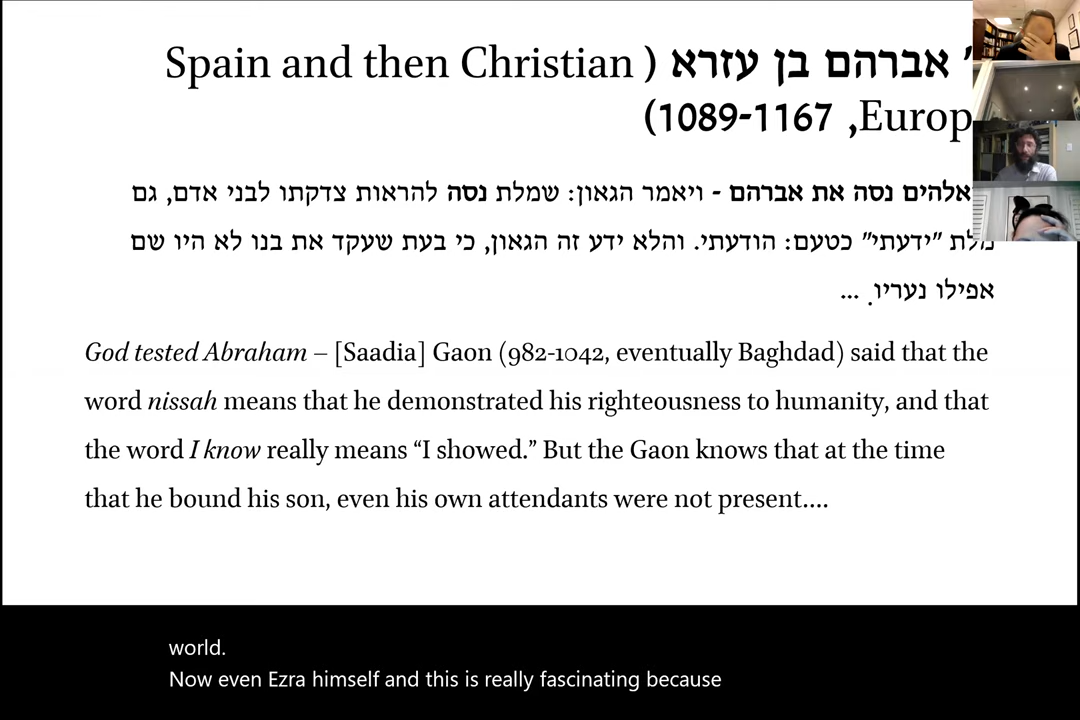 אברהם בן עזרא ( Spain and then Christian
Europ, 1089-1167)
אלהים נסה את אברהם - ויאמר הגאון: שמלת נסה להראות צדקתו לבני אדם, גם
מלת "ידעתי" כטעם: הודעתי. והלא ידע זה הגאון, כי בעת שעקד את בנו לא היו שם
אפילו נעריו. ...
God tested Abraham – [Saadia] Gaon (982-1042, eventually Baghdad) said that the
word nissah means that he demonstrated his righteousness to humanity, and that
the word I know really means “I showed.” But the Gaon knows that at the time
that he bound his son, even his own attendants were not present....
world.
Now even Ezra himself and this is really fascinating because